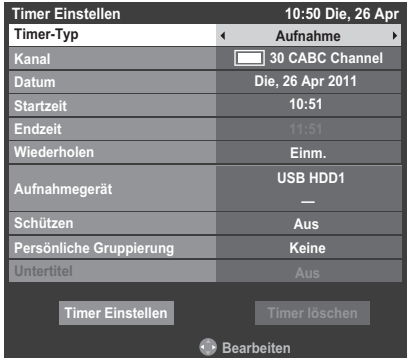 Timer Einstellen 10:50 Die, 26 Apr
Timer-Typ Aufnahme
Kanal 30 CABC Channel
Datum Die, 26 Apr 2011
Startzeit 10:51
Endzeit 11:51
Wiederholen Einm.
Aufnahmegerät USB HDD1
—
Schützen Aus
Persönliche Gruppierung Keine
Untertitel Aus
Timer Einstellen Timer löschen
Bearbeiten